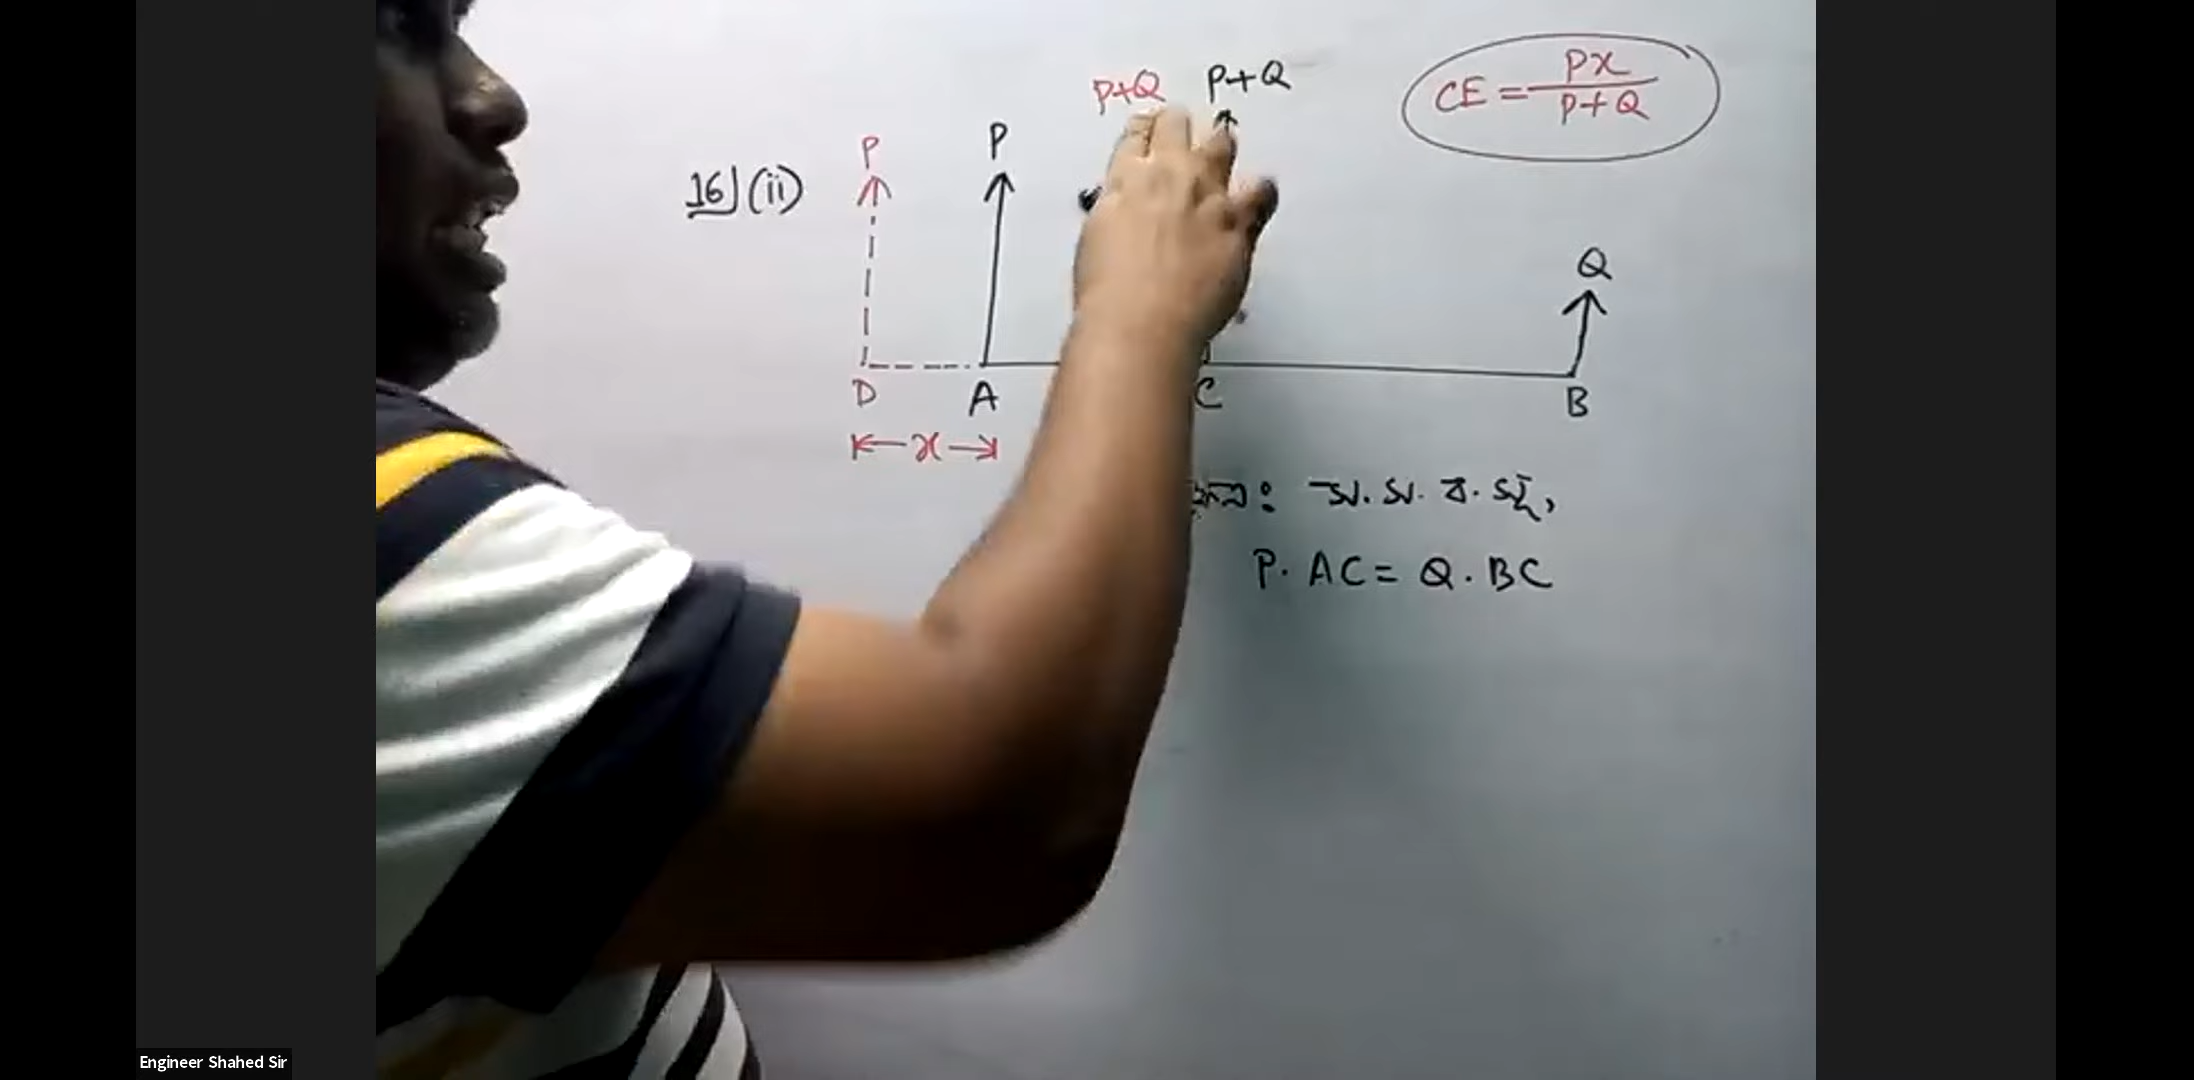 P+Q P+Q
CE = Px / P+Q
P P
16](ii)
Q
D A C B
x
P. AC = Q. BC
Engineer Shahed Sir